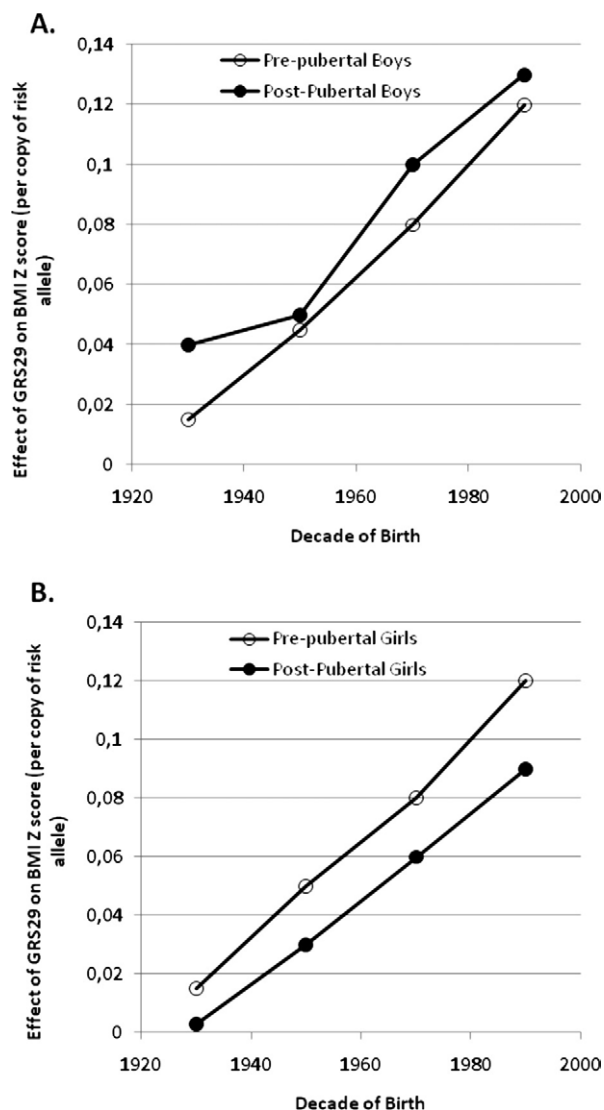 A.
0,14
Pre-pubertal Boys
Post-Pubertal Boys
0,12
0,1
0,08
0,06
0,04
0,02
0
Effect of GRS29 on BMI Z score (per copy of risk
allele)
1920 1940 1960 1980 2000
Decade of Birth
B.
0,14
Pre-pubertal Girls
Post-Pubertal Girls
0,12
0,1
0,08
0,06
0,04
0,02
0
Effect of GRS29 on BMI Z score (per copy of risk
allele)
1920 1940 1960 1980 2000
Decade of Birth